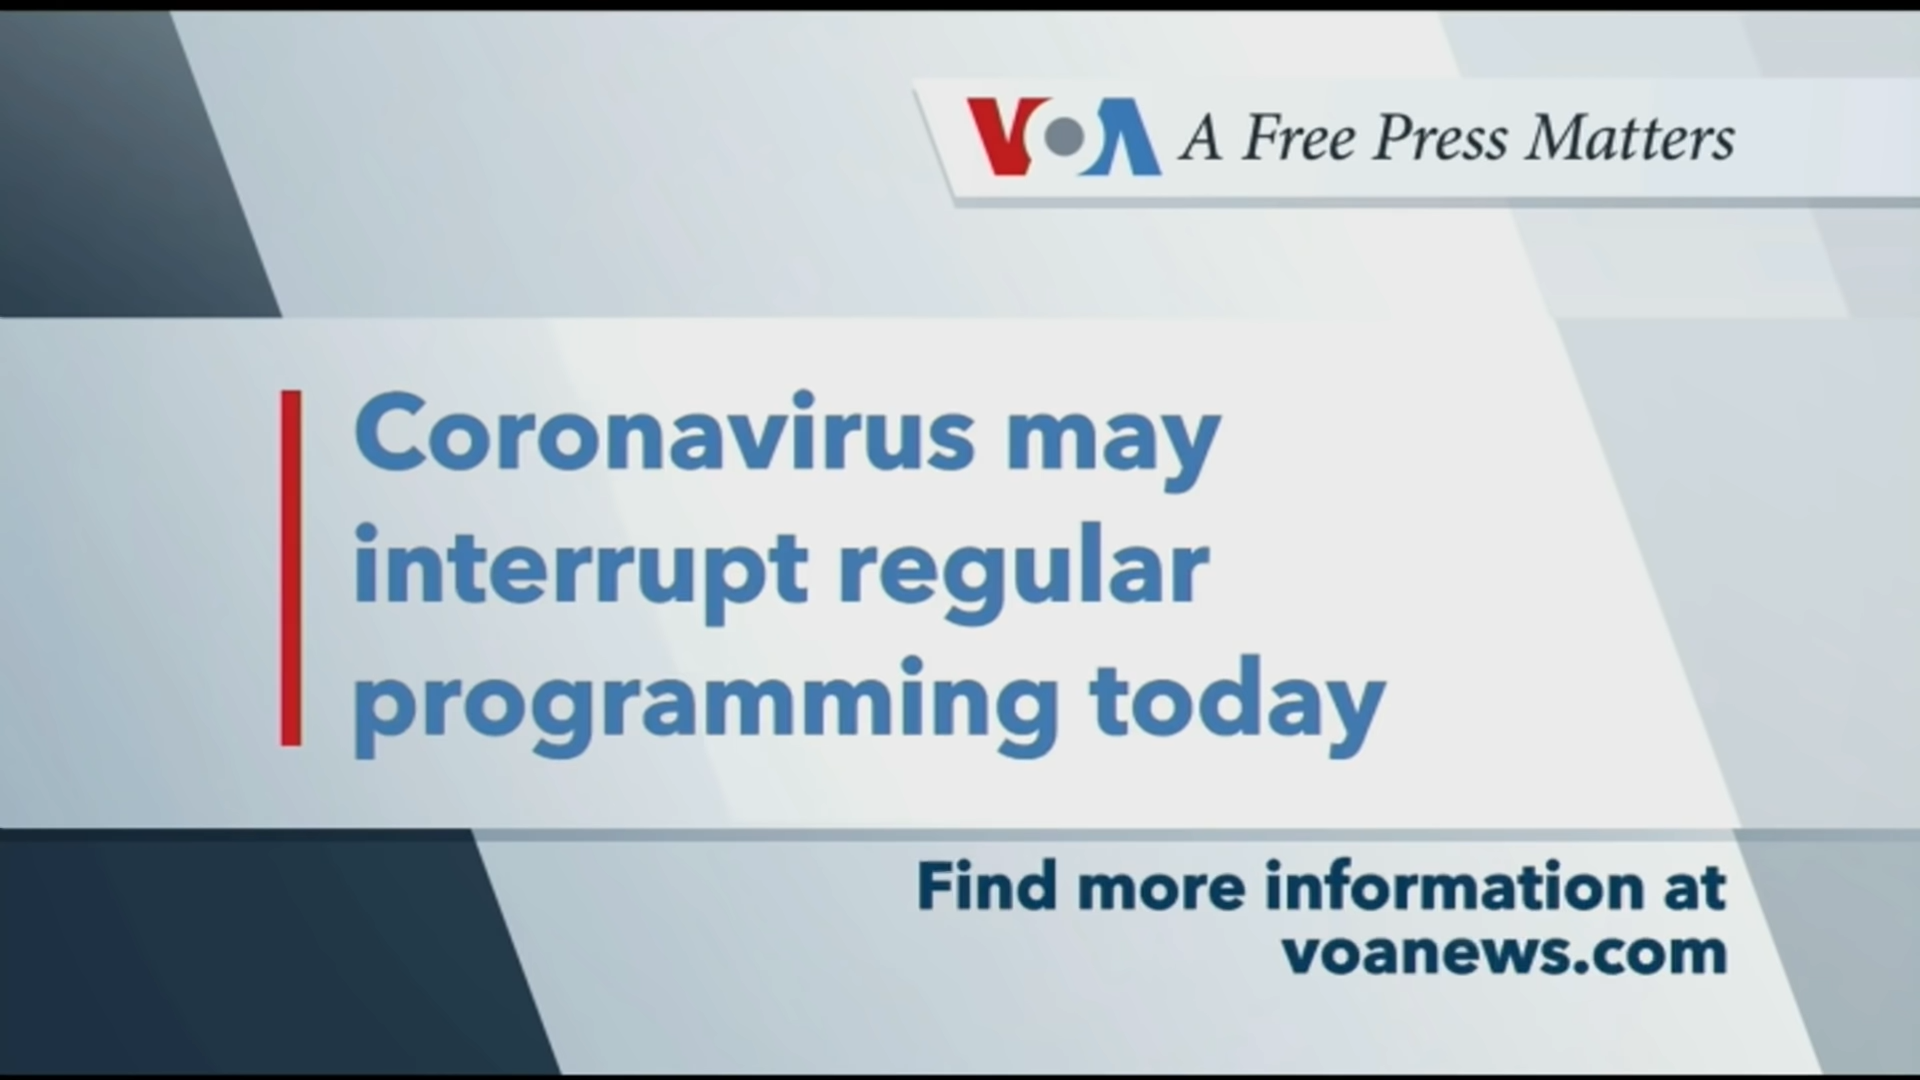 VOA A Free Press Matters
Coronavirus may
interrupt regular
programming today
Find more information at
voanews.com